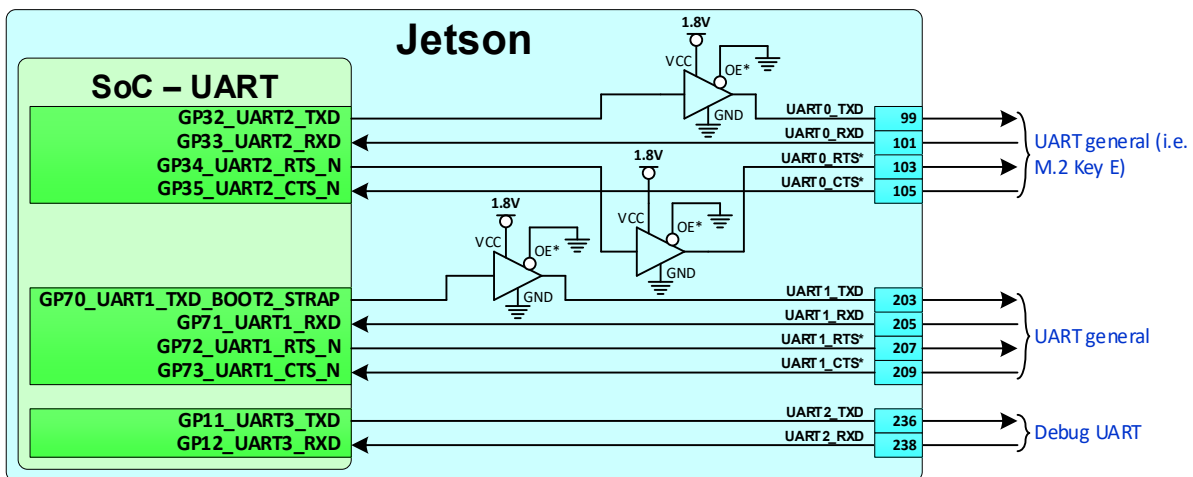 Jetson
SoC – UART
1.8V
VCC
OE*
GND
GP32_UART2_TXD
UART0_TXD
99
GP33_UART2_RXD
UART0_RXD
101
GP34_UART2_RTS_N
UART0_RTS*
103
GP35_UART2_CTS_N
UART0_CTS*
105
UART general (i.e.
M.2 Key E)
1.8V
VCC
OE*
GND
1.8V
VCC
OE*
GND
GP70_UART1_TXD_BOOT2_STRAP
UART1_TXD
203
GP71_UART1_RXD
UART1_RXD
205
GP72_UART1_RTS_N
UART1_RTS*
207
GP73_UART1_CTS_N
UART1_CTS*
209
UART general
GP11_UART3_TXD
UART2_TXD
236
GP12_UART3_RXD
UART2_RXD
238
Debug UART